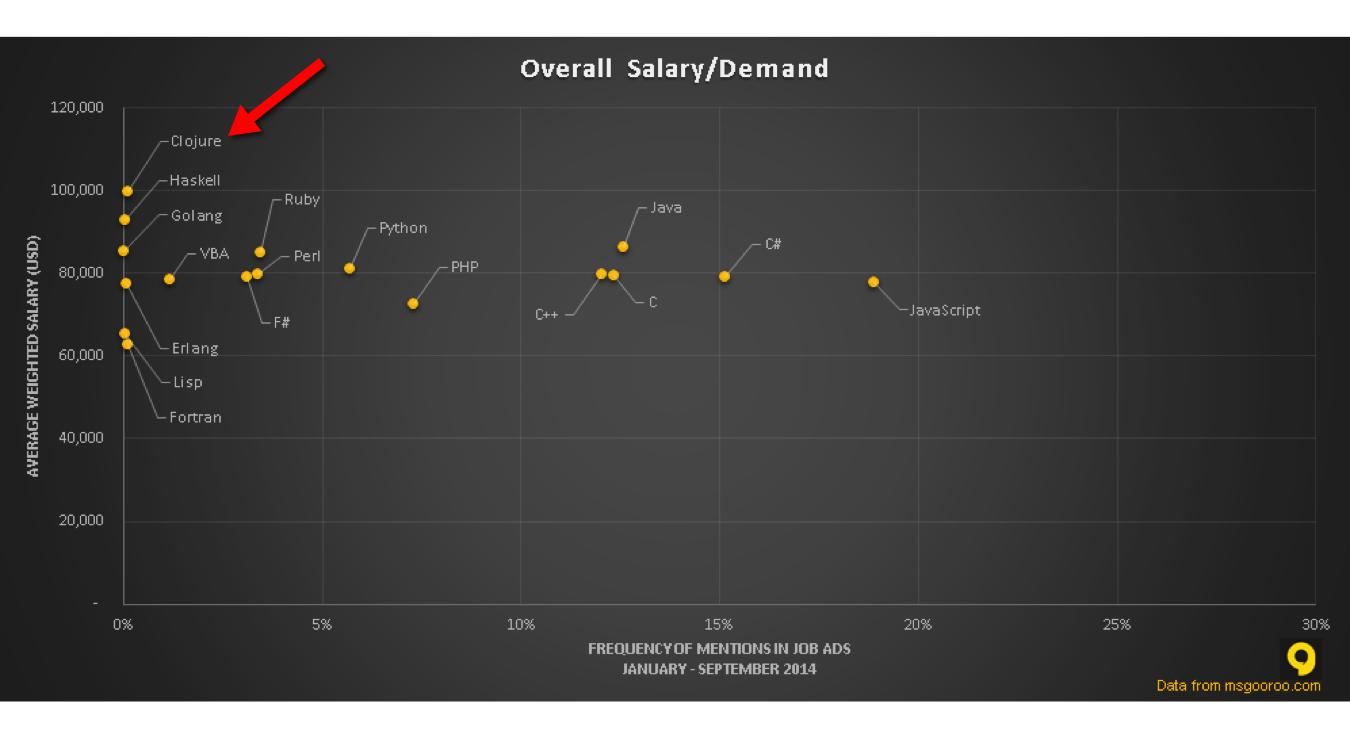 Overall Salary/Demand
120,000
Clojure
Haskell
100,000
Ruby
Java
Golang
Python
C#
VBA
Perl
PHP
80,000
JavaScript
C
C++
F#
Erlang
60,000
Lisp
Fortran
40,000
20,000
-
AVERAGE WEIGHTED SALARY (USD)
0%
5%
10%
15%
20%
25%
30%
FREQUENCY OF MENTIONS IN JOB ADS
JANUARY - SEPTEMBER 2014
Data from msgooroo.com